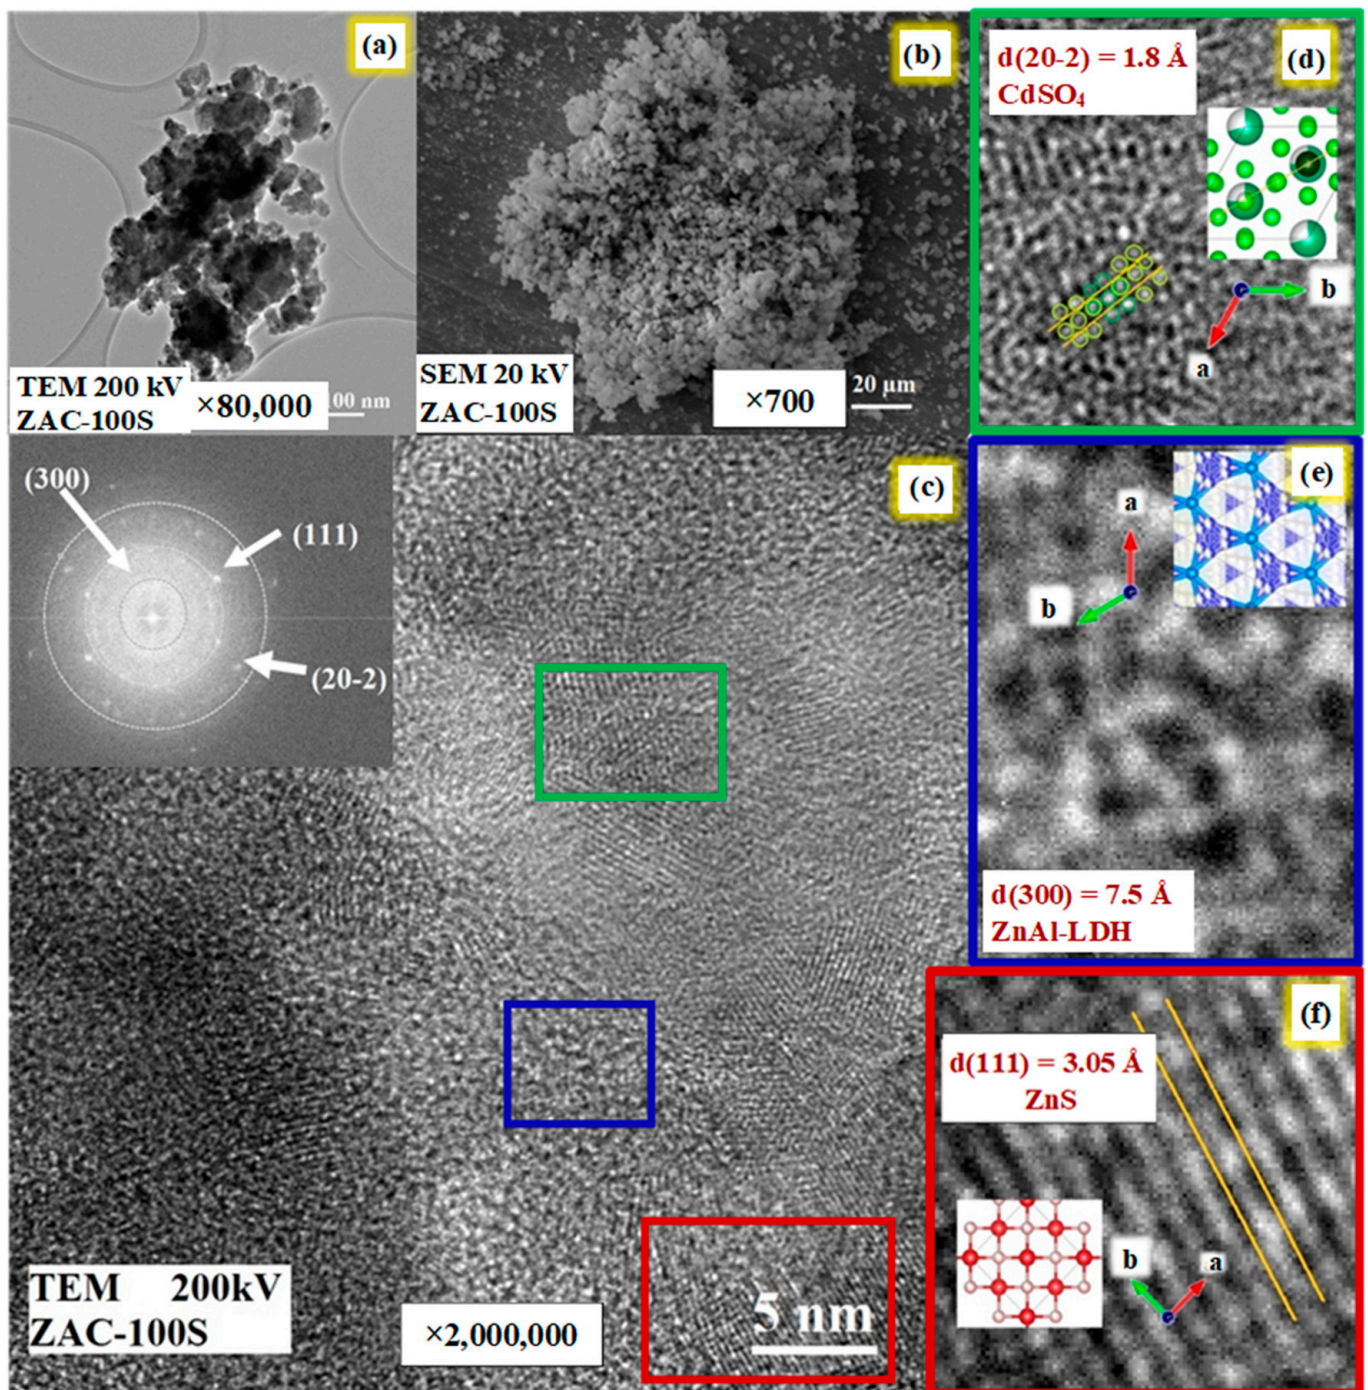 (a)
TEM 200 kV
ZAC-100S
×80,000
00 nm
(b)
SEM 20 kV
ZAC-100S
×700
20 μm
(d)
d(20-2) = 1.8 Å
CdSO₄
b
a
(300)
(111)
(20-2)
(c)
TEM 200kV
ZAC-100S
×2,000,000
5 nm
(e)
a
b
d(300) = 7.5 Å
ZnAl-LDH
(f)
d(111) = 3.05 Å
ZnS
b
a